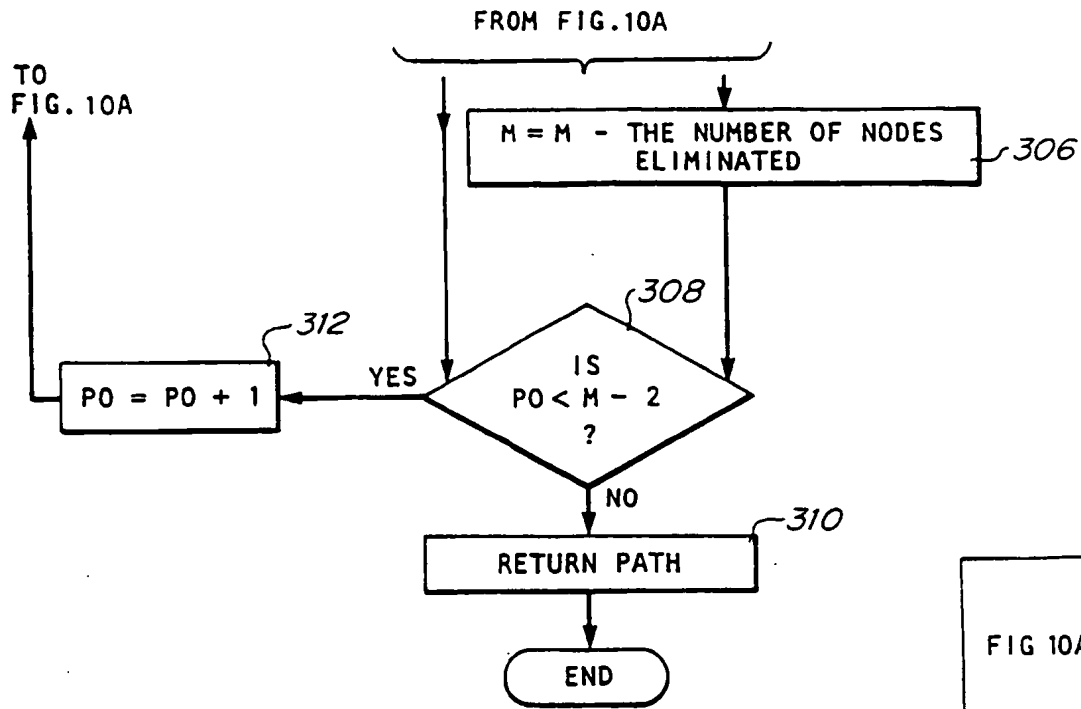 FROM FIG.10A
TO
FIG. 10A
M = M - THE NUMBER OF NODES
ELIMINATED
306
308
312
IS
PO < M - 2
?
YES
PO = PO + 1
NO
310
RETURN PATH
END
FIG 10A